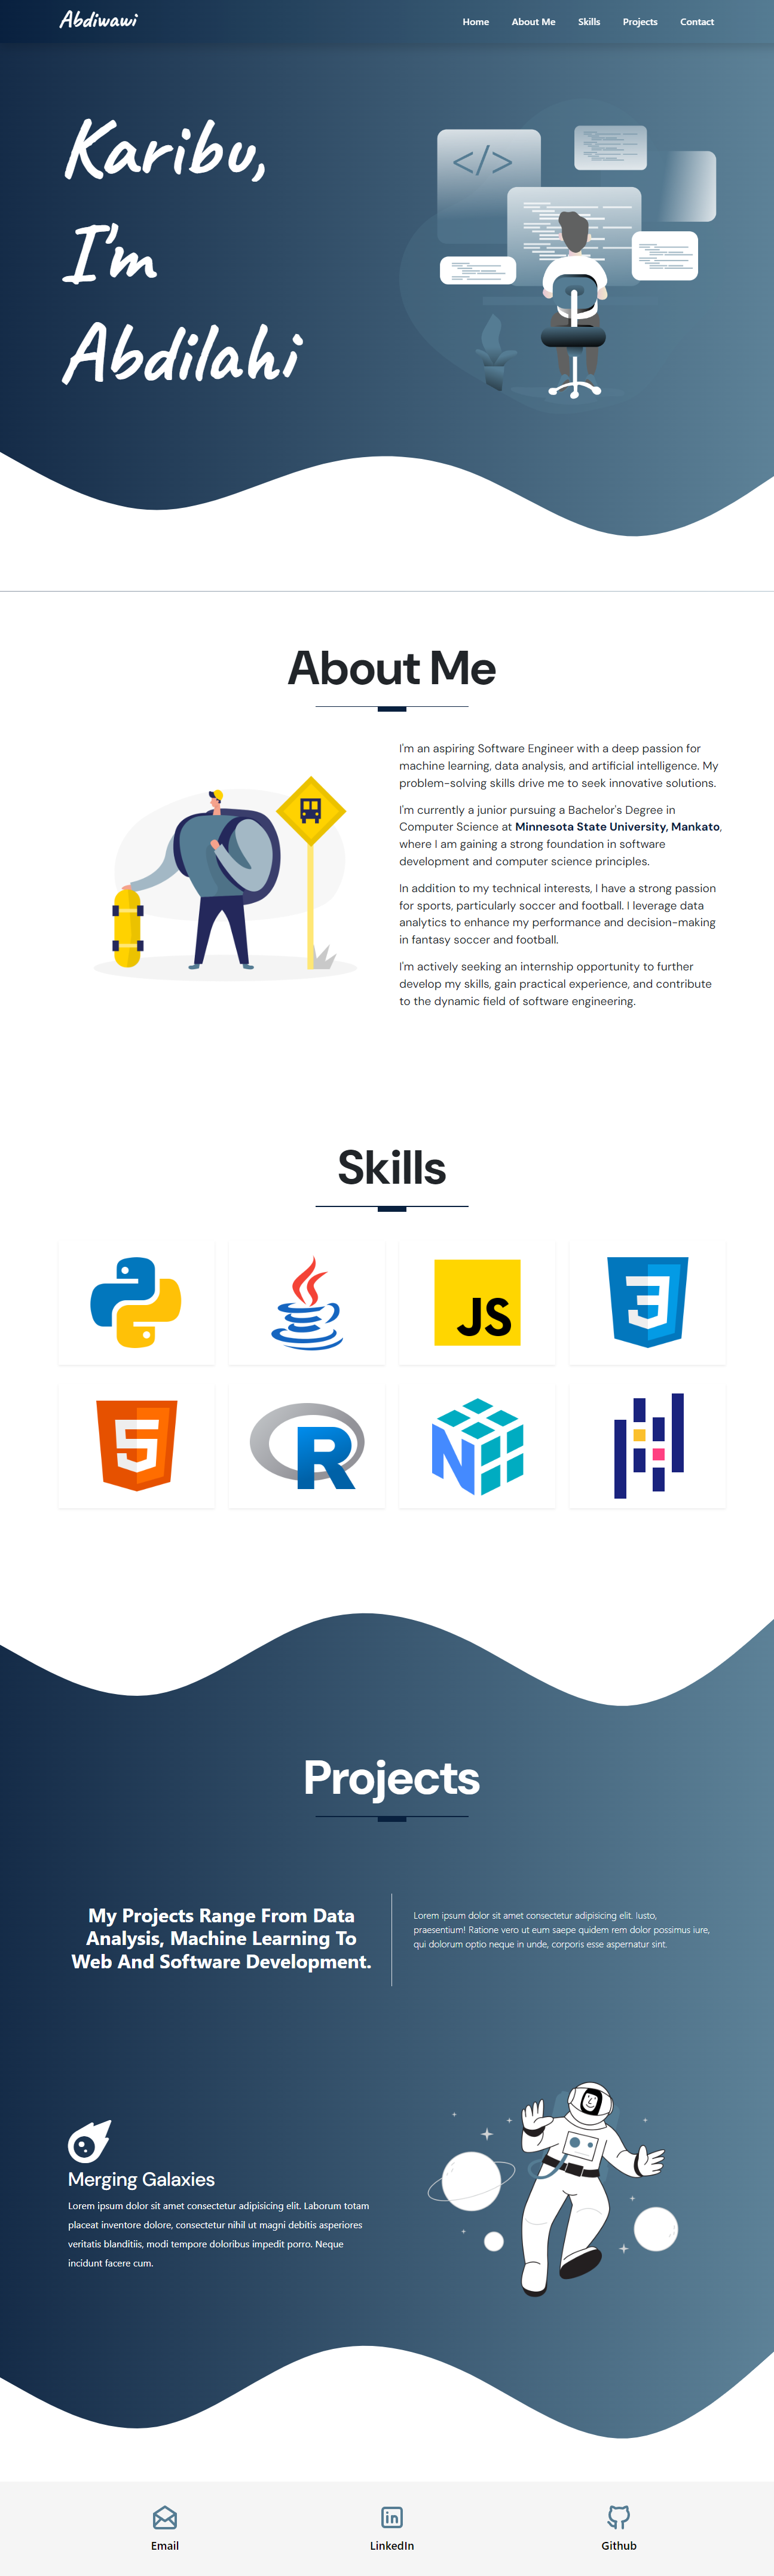 Abdiwawi
Home About Me Skills Projects Contact
Karibu,
I'm
Abdilahi
</>
About Me
I'm an aspiring Software Engineer with a deep passion for
machine learning, data analysis, and artificial intelligence. My
problem-solving skills drive me to seek innovative solutions.
I'm currently a junior pursuing a Bachelor's Degree in
Computer Science at Minnesota State University, Mankato,
where I am gaining a strong foundation in software
development and computer science principles.
In addition to my technical interests, I have a strong passion
for sports, particularly soccer and football. I leverage data
analytics to enhance my performance and decision-making
in fantasy soccer and football.
I'm actively seeking an internship opportunity to further
develop my skills, gain practical experience, and contribute
to the dynamic field of software engineering.
Skills
JS
3
5
R
N
Projects
My Projects Range From Data
Analysis, Machine Learning To
Web And Software Development.
Lorem ipsum dolor sit amet consectetur adipisicing elit. Iusto,
praesentium! Ratione vero ut eum saepe quidem rem dolor possimus iure,
qui dolorum optio neque in unde, corporis esse aspernatur sint.
Merging Galaxies
Lorem ipsum dolor sit amet consectetur adipisicing elit. Laborum totam
placeat inventore dolore, consectetur nihil ut magni debitis asperiores
veritatis blanditiis, modi tempore doloribus impedit porro. Neque
incidunt facere cum.
Email LinkedIn Github